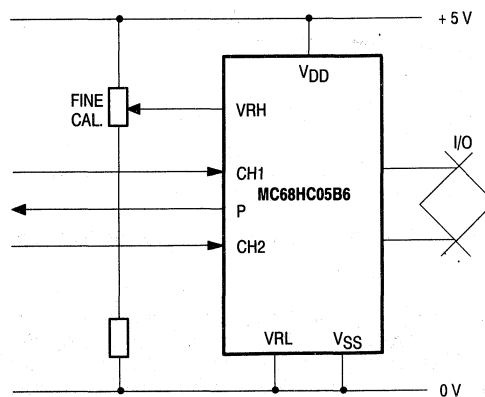 + 5 V
VDD
FINE
CAL.
VRH
I/O
CH1
MC68HC05B6
P
CH2
VRL
VSS
0 V